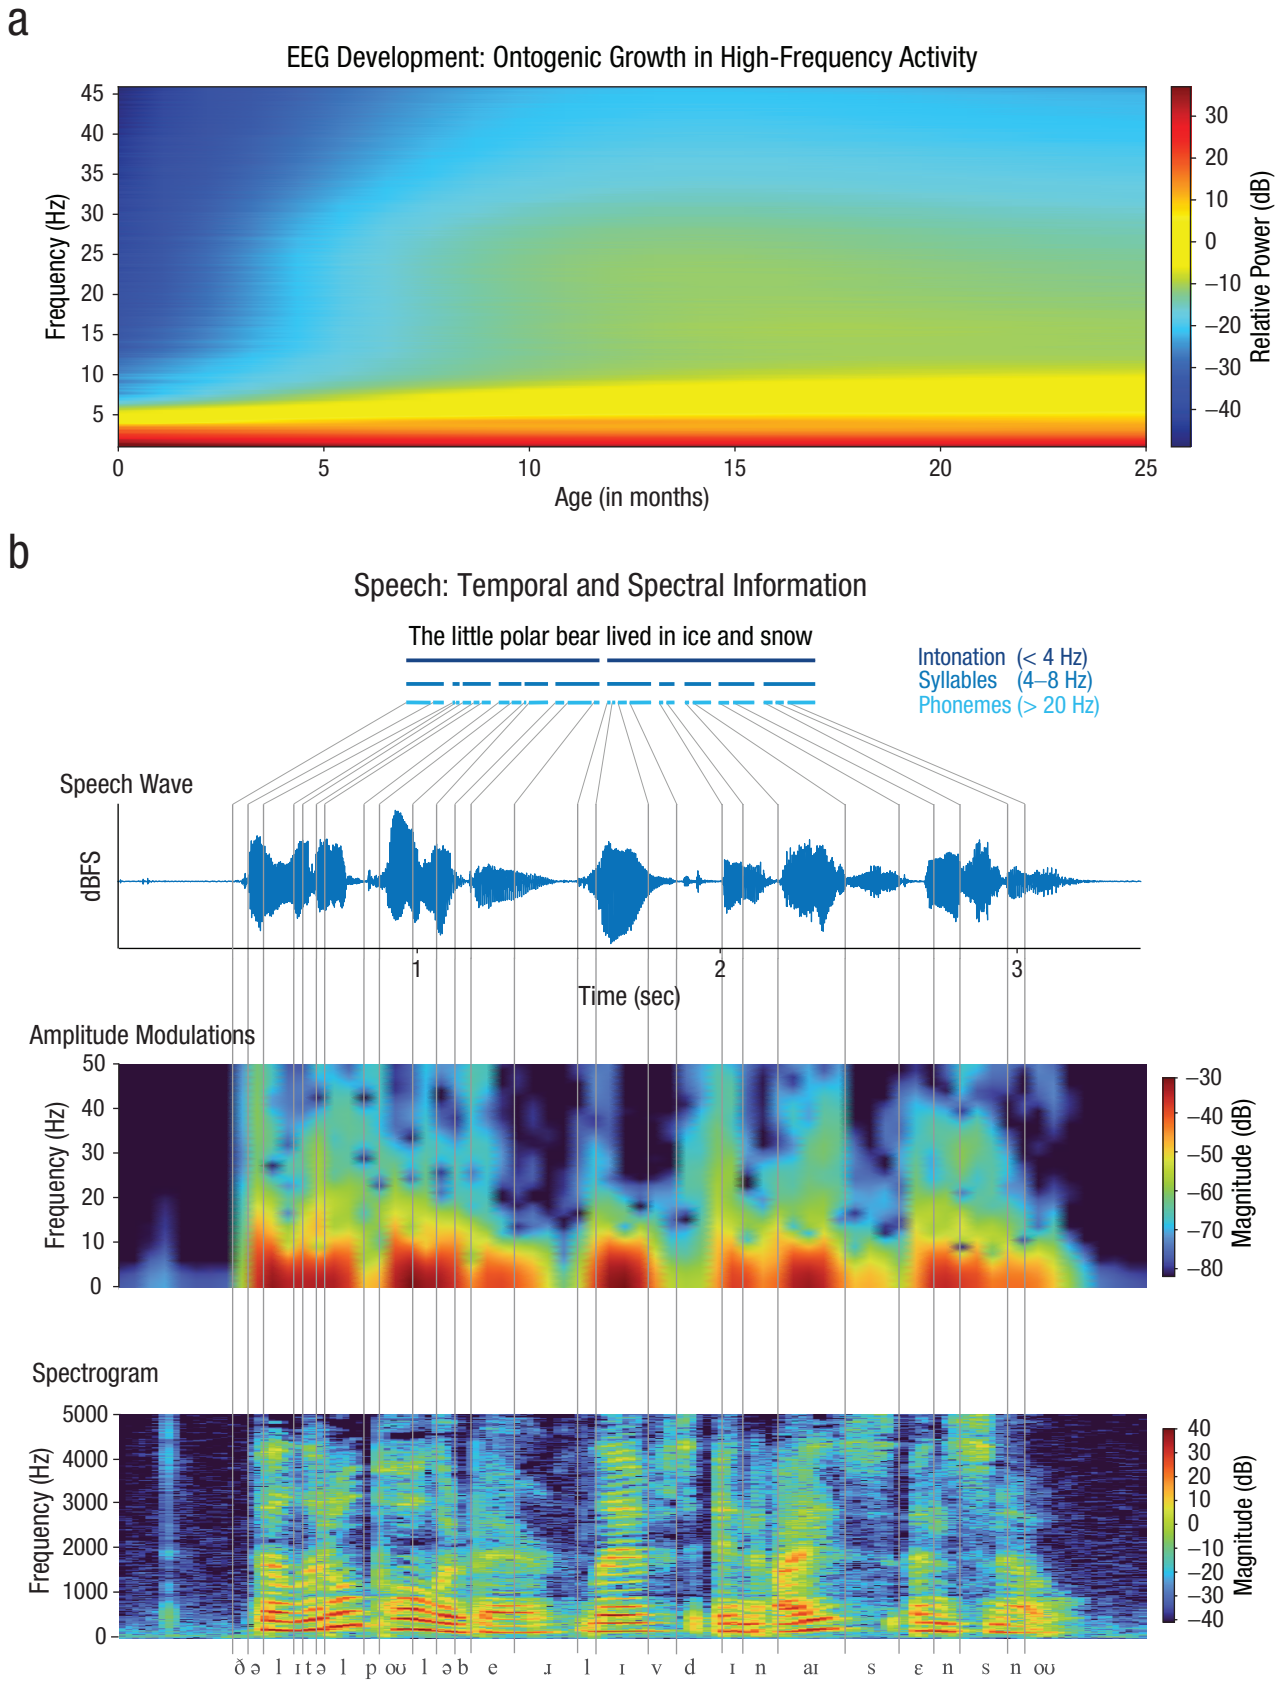 a
EEG Development: Ontogenic Growth in High-Frequency Activity
Frequency (Hz)
45
40
35
30
25
20
15
10
5
0 5 10 15 20 25
Age (in months)
30
20
10
0
−10
−20
−30
−40
Relative Power (dB)
b
Speech: Temporal and Spectral Information
The little polar bear lived in ice and snow
Intonation (< 4 Hz)
Syllables (4–8 Hz)
Phonemes (> 20 Hz)
Speech Wave
dBFS
1 2 3
Time (sec)
Amplitude Modulations
Frequency (Hz)
50
40
30
20
10
0
−30
−40
−50
−60
−70
−80
Magnitude (dB)
Spectrogram
Frequency (Hz)
5000
4000
3000
2000
1000
0
40
30
20
10
0
−10
−20
−30
−40
Magnitude (dB)
ð ə l ɪ t ə l p oʊ l ə b e ɹ l ɪ v d ɪ n aɪ s ɛ n s n oʊ